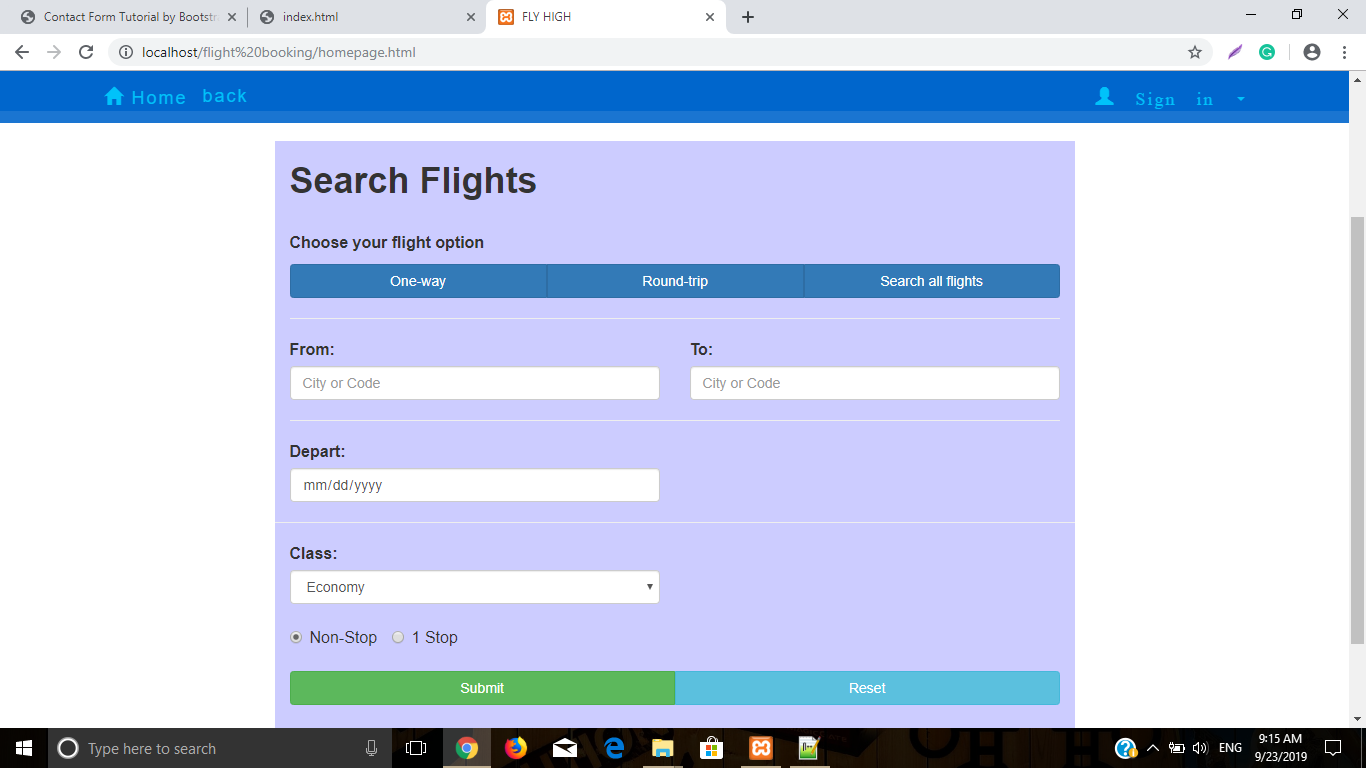 Contact Form Tutorial by Bootstr
index.html
FLY HIGH
localhost/flight%20booking/homepage.html
Home back Sign in
Search Flights
Choose your flight option
One-way Round-trip Search all flights
From: To:
City or Code City or Code
Depart:
mm/dd/yyyy
Class:
Economy
Non-Stop 1 Stop
Submit Reset
Type here to search
ENG
9:15 AM
9/23/2019